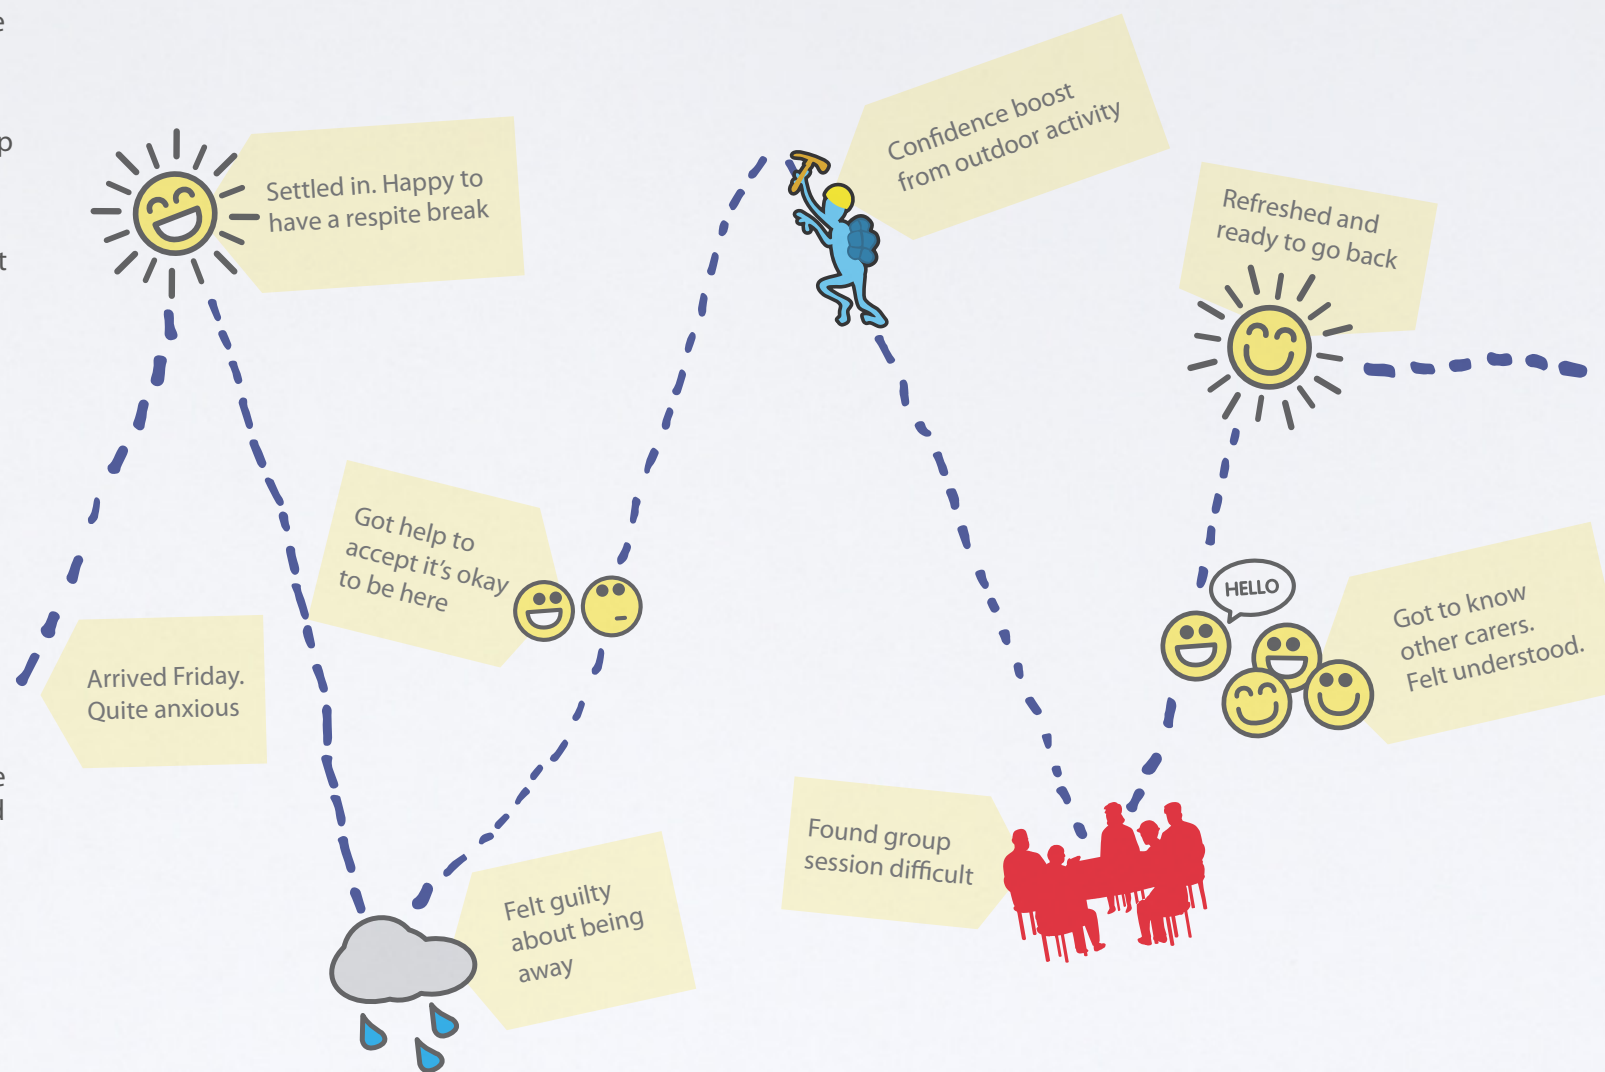 e
p
t
e
d
Settled in. Happy to
have a respite break
Arrived Friday.
Quite anxious
Got help to
accept it’s okay
to be here
Felt guilty
about being
away
Confidence boost
from outdoor activity
Found group
session difficult
HELLO
Got to know
other carers.
Felt understood.
Refreshed and
ready to go back